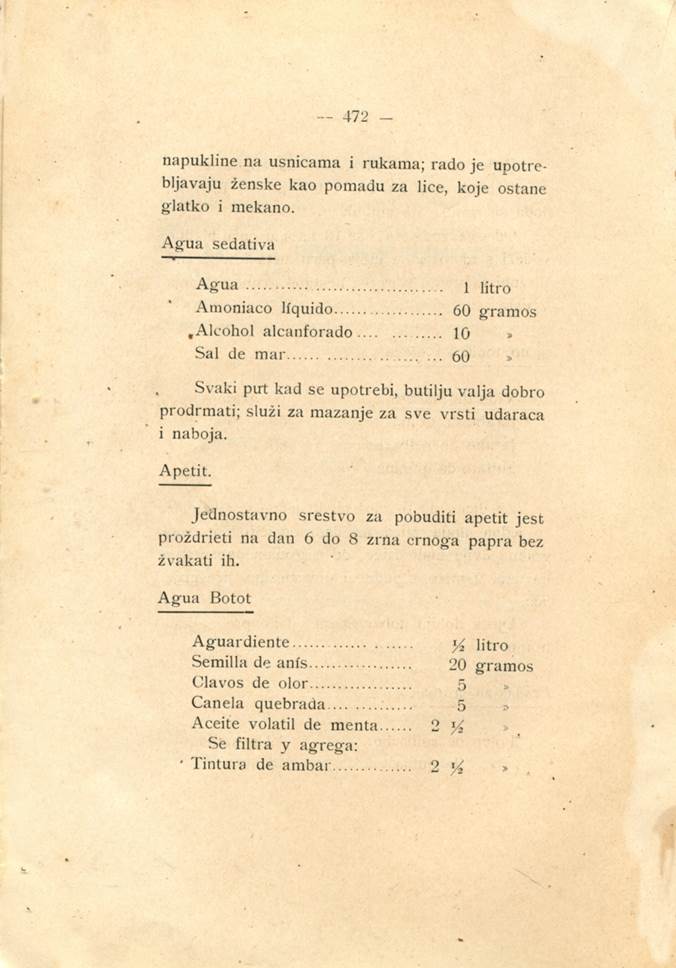 — 472 —
napukline na usnicama i rukama; rado je upotre-
bljavaju ženske kao pomadu za lice, koje ostane
glatko i mekano.
Agua sedativa
Agua .................................. 1 litro
Amoniaco líquido................... 60 gramos
Alcohol alcanforado .... .......... 10 »
Sal de mar...... ..................... 60 »
Svaki put kad se upotrebi, butilju valja dobro
prodrmati; služi za mazanje za sve vrsti udaraca
i naboja.
Apetit.
Jednostavno srestvo za pobuditi apetit jest
proždrieti na dan 6 do 8 zrna crnoga papra bez
žvakati ih.
Agua Botot
Aguardiente............. . ....... ½ litro
Semilla de anís.................. 20 gramos
Clavos de olor.................. 5 »
Canela quebrada............... 5 »
Aceite volatil de menta...... 2 ½ »
Se filtra y agrega:
Tintura de ambar.............. 2 ½ »